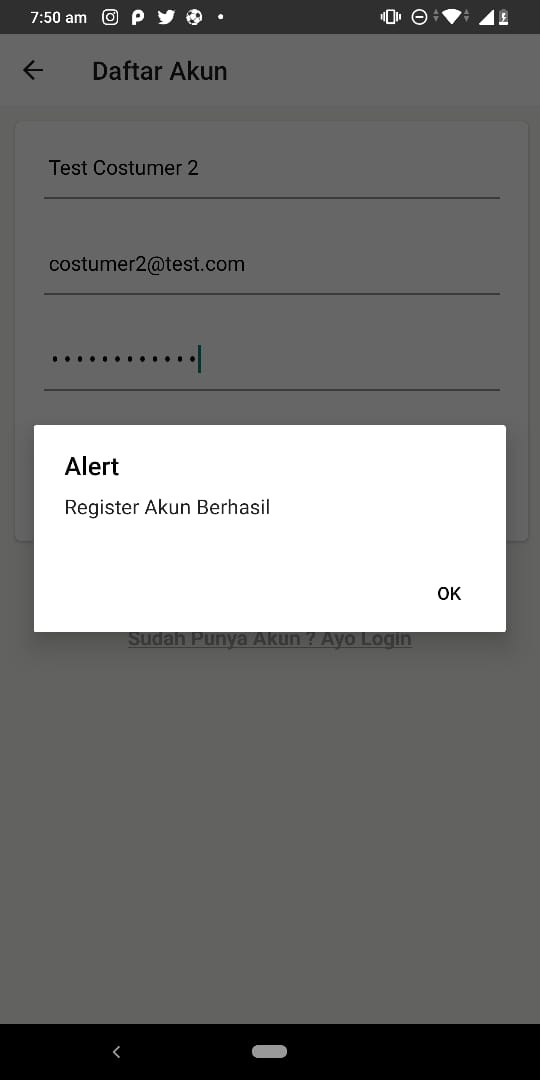 7:50 am
Daftar Akun
Test Costumer 2
costumer2@test.com
••••••••••••
Alert
Register Akun Berhasil
OK
Sudah Punya Akun ? Ayo Login